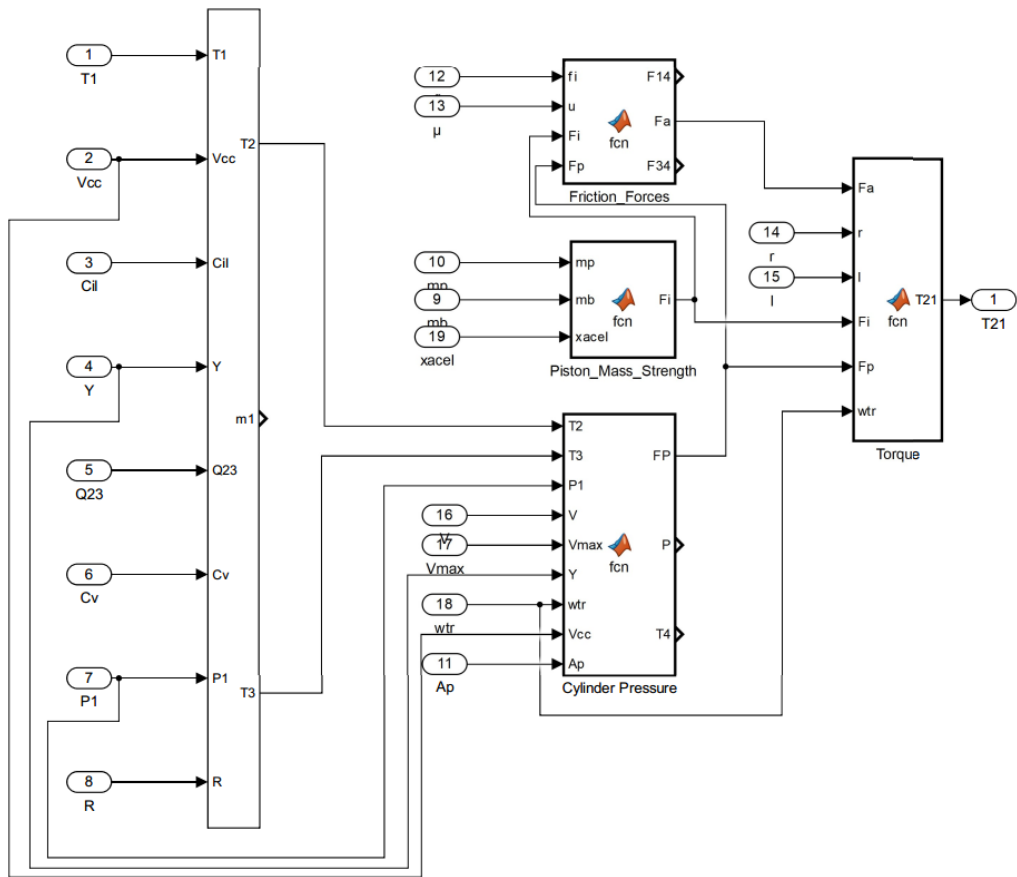 1
T1
2
Vcc
3
Cil
4
Y
5
Q23
6
Cv
7
P1
8
R
T1
Vcc
Cil
Y
Q23
Cv
P1
R
T2
m1
T3
12
13
µ
fi
u
Fi
Fp
fcn
F14
Fa
F34
Friction_Forces
10
mp
9
mb
19
xacel
mp
mb
xacel
fcn
Fi
Piston_Mass_Strength
16
V
17
Vmax
18
wtr
11
Ap
T2
T3
P1
V
Vmax
Y
wtr
Vcc
Ap
fcn
FP
P
T4
Cylinder Pressure
14
r
15
l
Fa
r
l
Fi
Fp
wtr
fcn
T21
Torque
1
T21